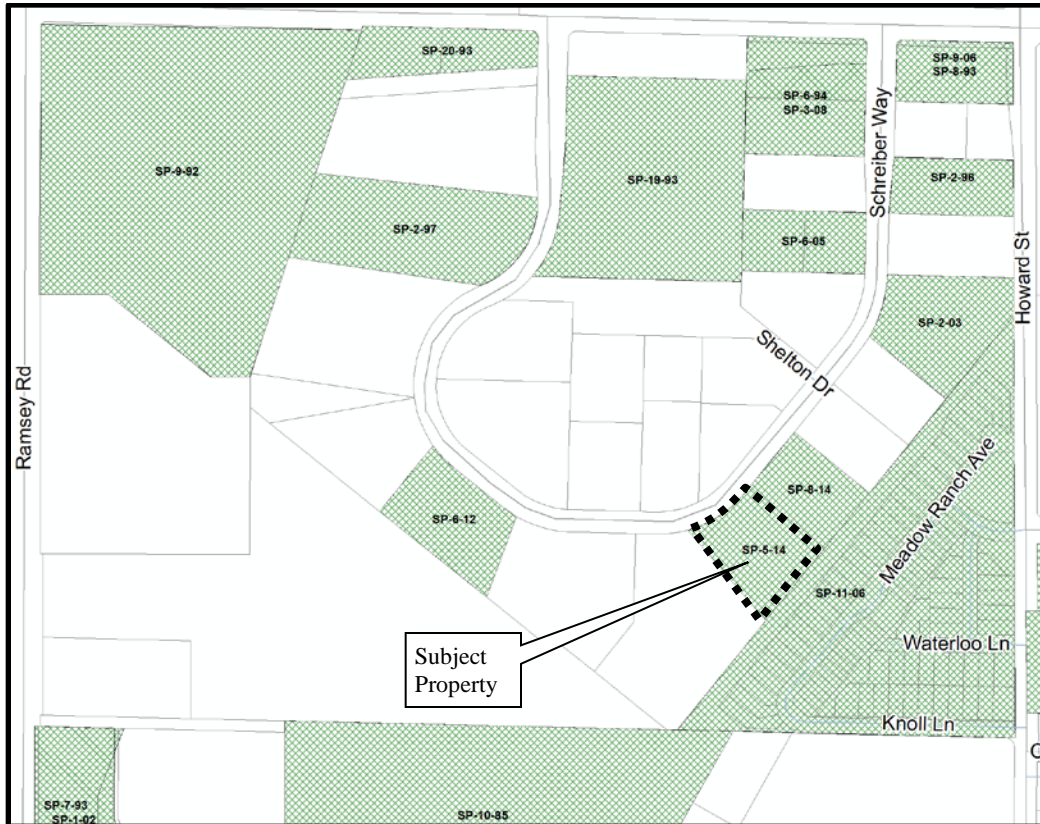 SP-20-93
SP-9-06
SP-8-93
SP-6-94
SP-3-08
Schreiber Way
SP-9-92
SP-19-93
SP-2-96
SP-2-97
SP-6-05
Howard St
SP-2-03
Shelton Dr
Ramsey Rd
Meadow Ranch Ave
SP-8-14
SP-6-12
SP-5-14
SP-11-06
Subject
Property
Waterloo Ln
Knoll Ln
SP-7-93
SP-1-02
SP-10-85